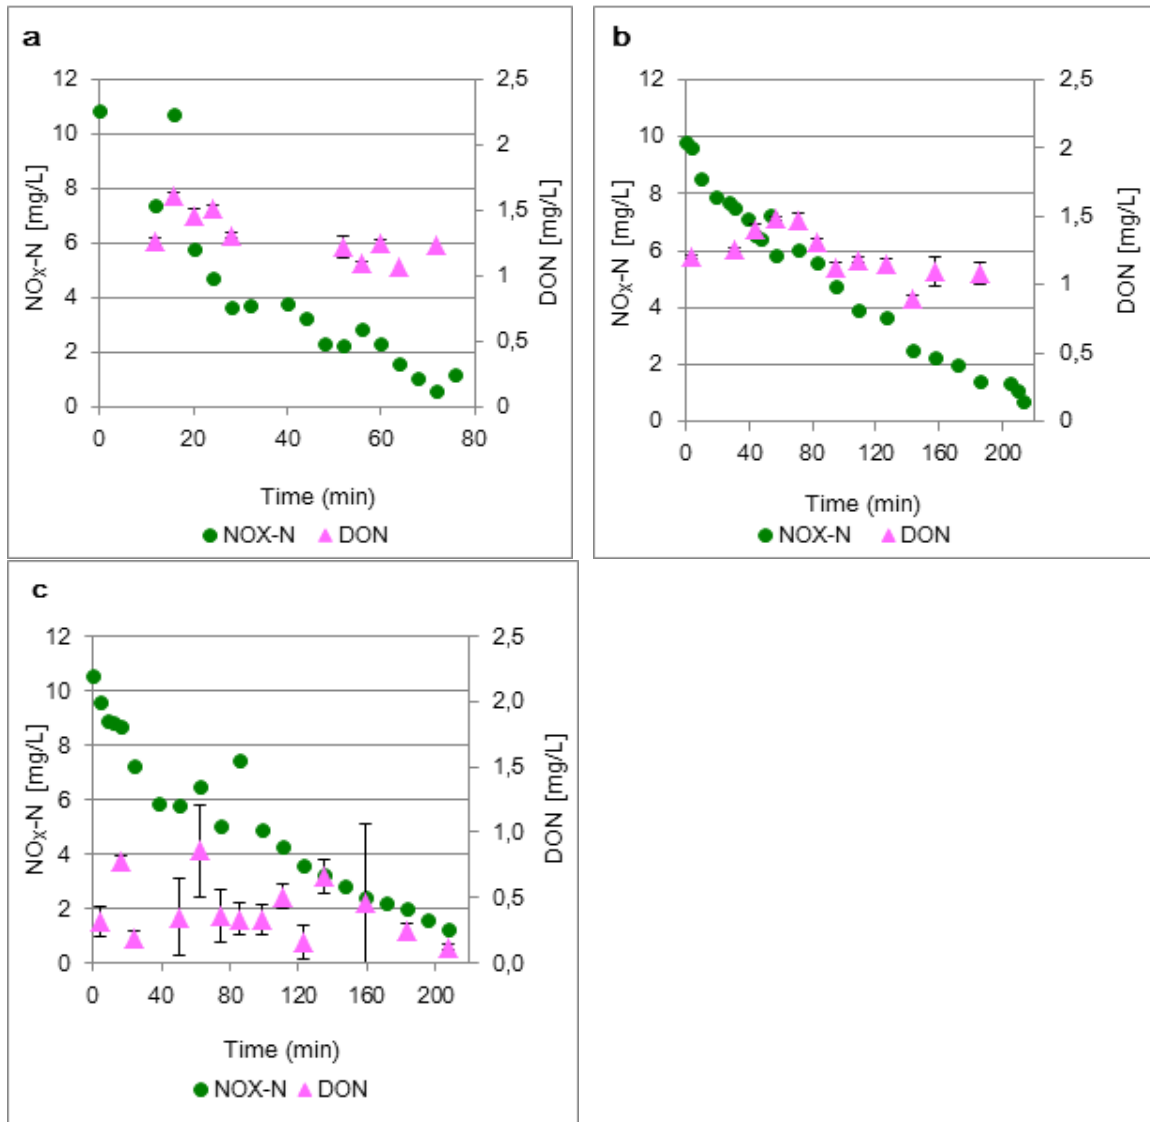 a
12
10
8
6
4
2
0
NOX-N [mg/L]
2,5
2
1,5
1
0,5
0
DON [mg/L]
0 20 40 60 80
Time (min)
NOX-N DON
b
12
10
8
6
4
2
0
NOX-N [mg/L]
2,5
2
1,5
1
0,5
0
DON [mg/L]
0 40 80 120 160 200
Time (min)
NOX-N DON
c
12
10
8
6
4
2
0
NOX-N [mg/L]
2,5
2,0
1,5
1,0
0,5
0,0
DON [mg/L]
0 40 80 120 160 200
Time (min)
NOX-N DON